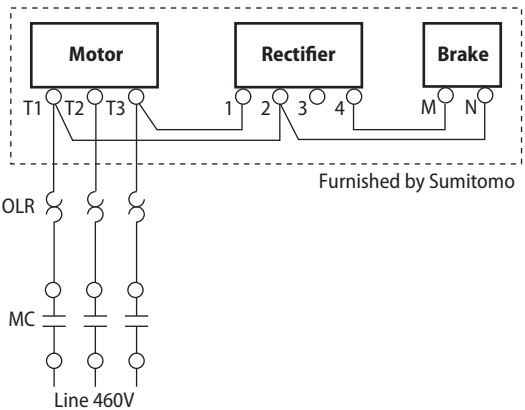 Motor Rectifier Brake
T1 T2 T3 1 2 3 4 M N
Furnished by Sumitomo
OLR
MC
Line 460V